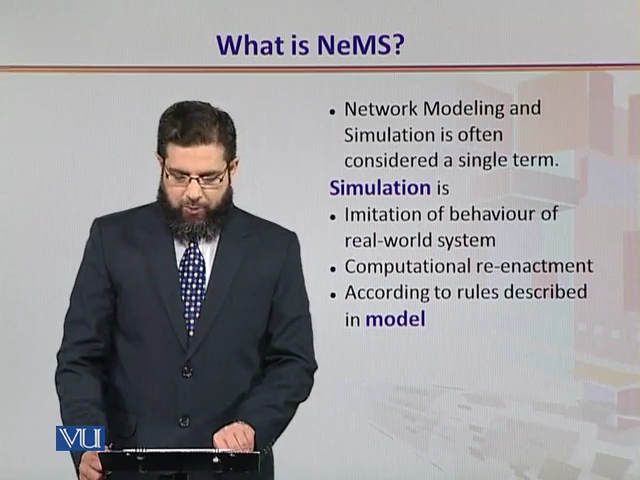 What is NeMS?
• Network Modeling and
Simulation is often
considered a single term.
Simulation is
• Imitation of behaviour of
real-world system
• Computational re-enactment
• According to rules described
in model
VU